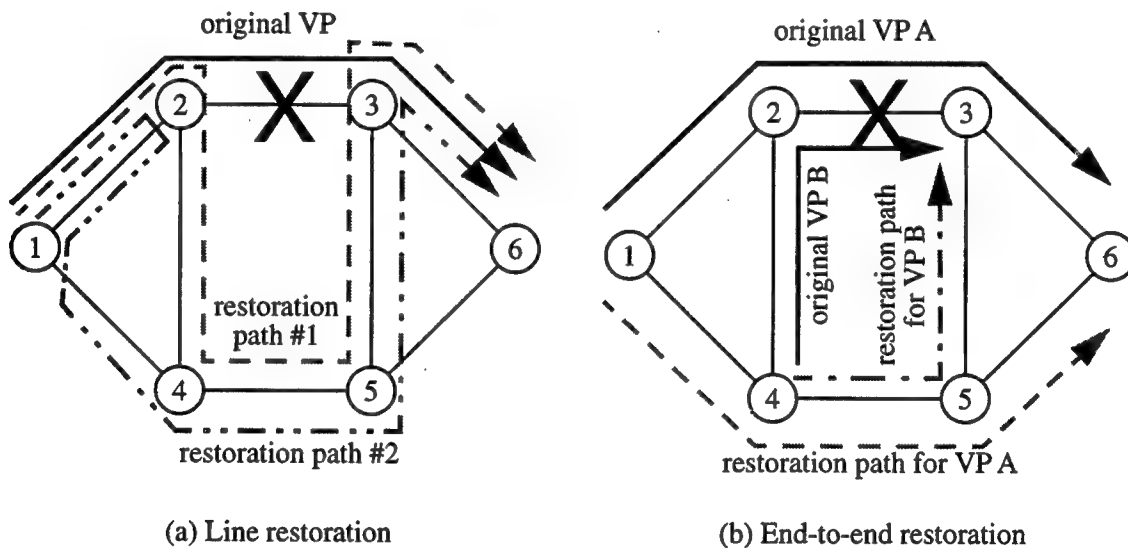 original VP
2
3
1
6
restoration
path #1
4
5
restoration path #2
(a) Line restoration
original VP A
2
3
1
6
original VP B
restoration path
for VP B
4
5
restoration path for VP A
(b) End-to-end restoration